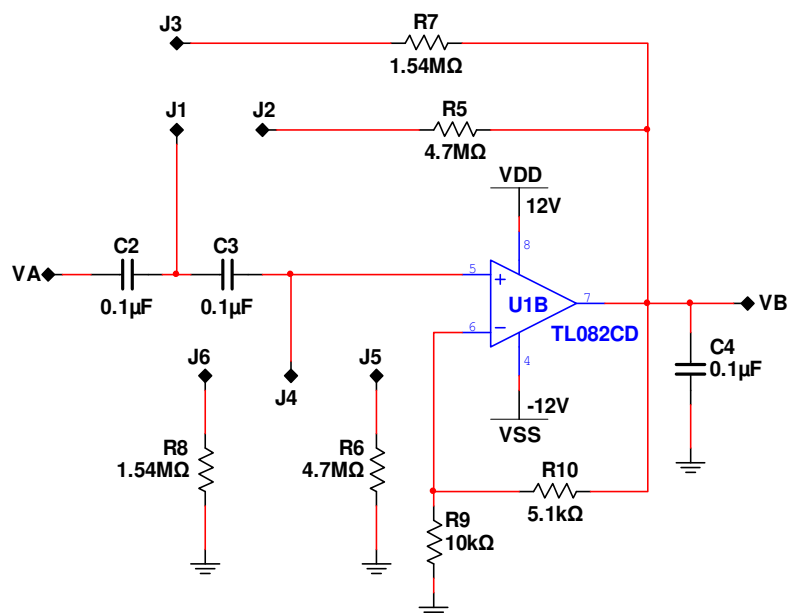 J3
R7
1.54MΩ
J1
J2
R5
4.7MΩ
VDD
12V
8
C2
C3
VA
0.1µF
0.1µF
5
+
U1B
7
VB
6
−
TL082CD
4
C4
0.1µF
J6
J4
J5
-12V
VSS
R8
1.54MΩ
R6
4.7MΩ
R10
5.1kΩ
R9
10kΩ